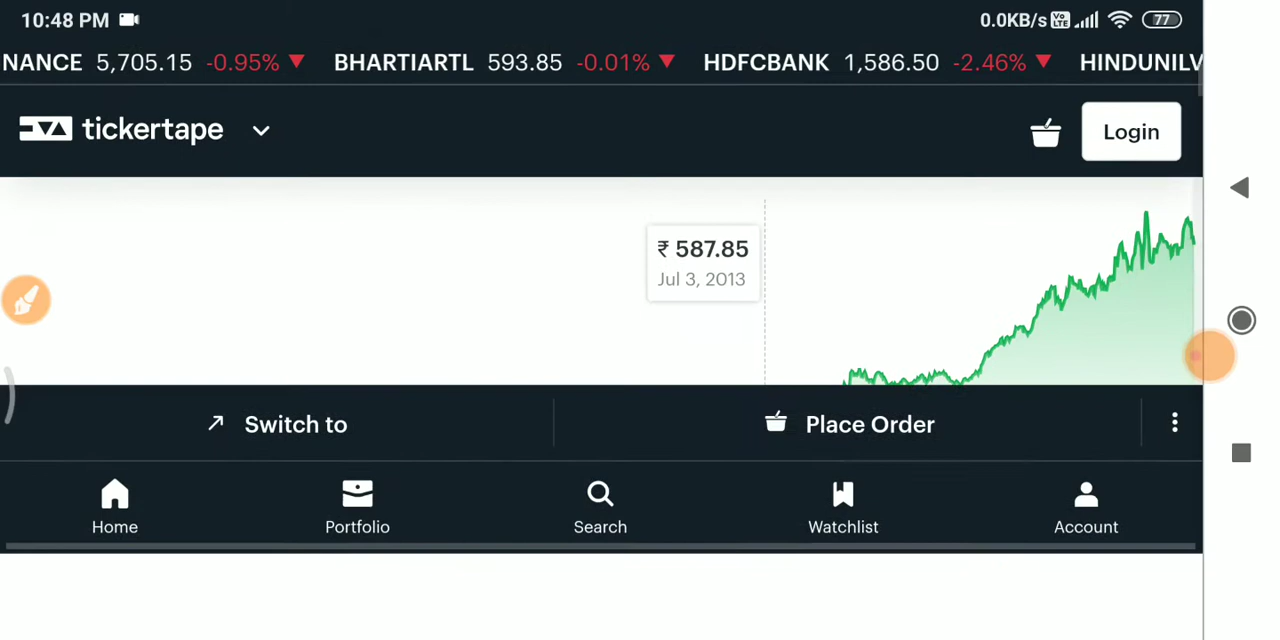 10:48 PM 0.0KB/s Vo LTE 77
NANCE 5,705.15 -0.95% ▼ BHARTIARTL 593.85 -0.01% ▼ HDFCBANK 1,586.50 -2.46% ▼ HINDUNILV
tickertape Login
₹ 587.85
Jul 3, 2013
Switch to Place Order
Home Portfolio Search Watchlist Account